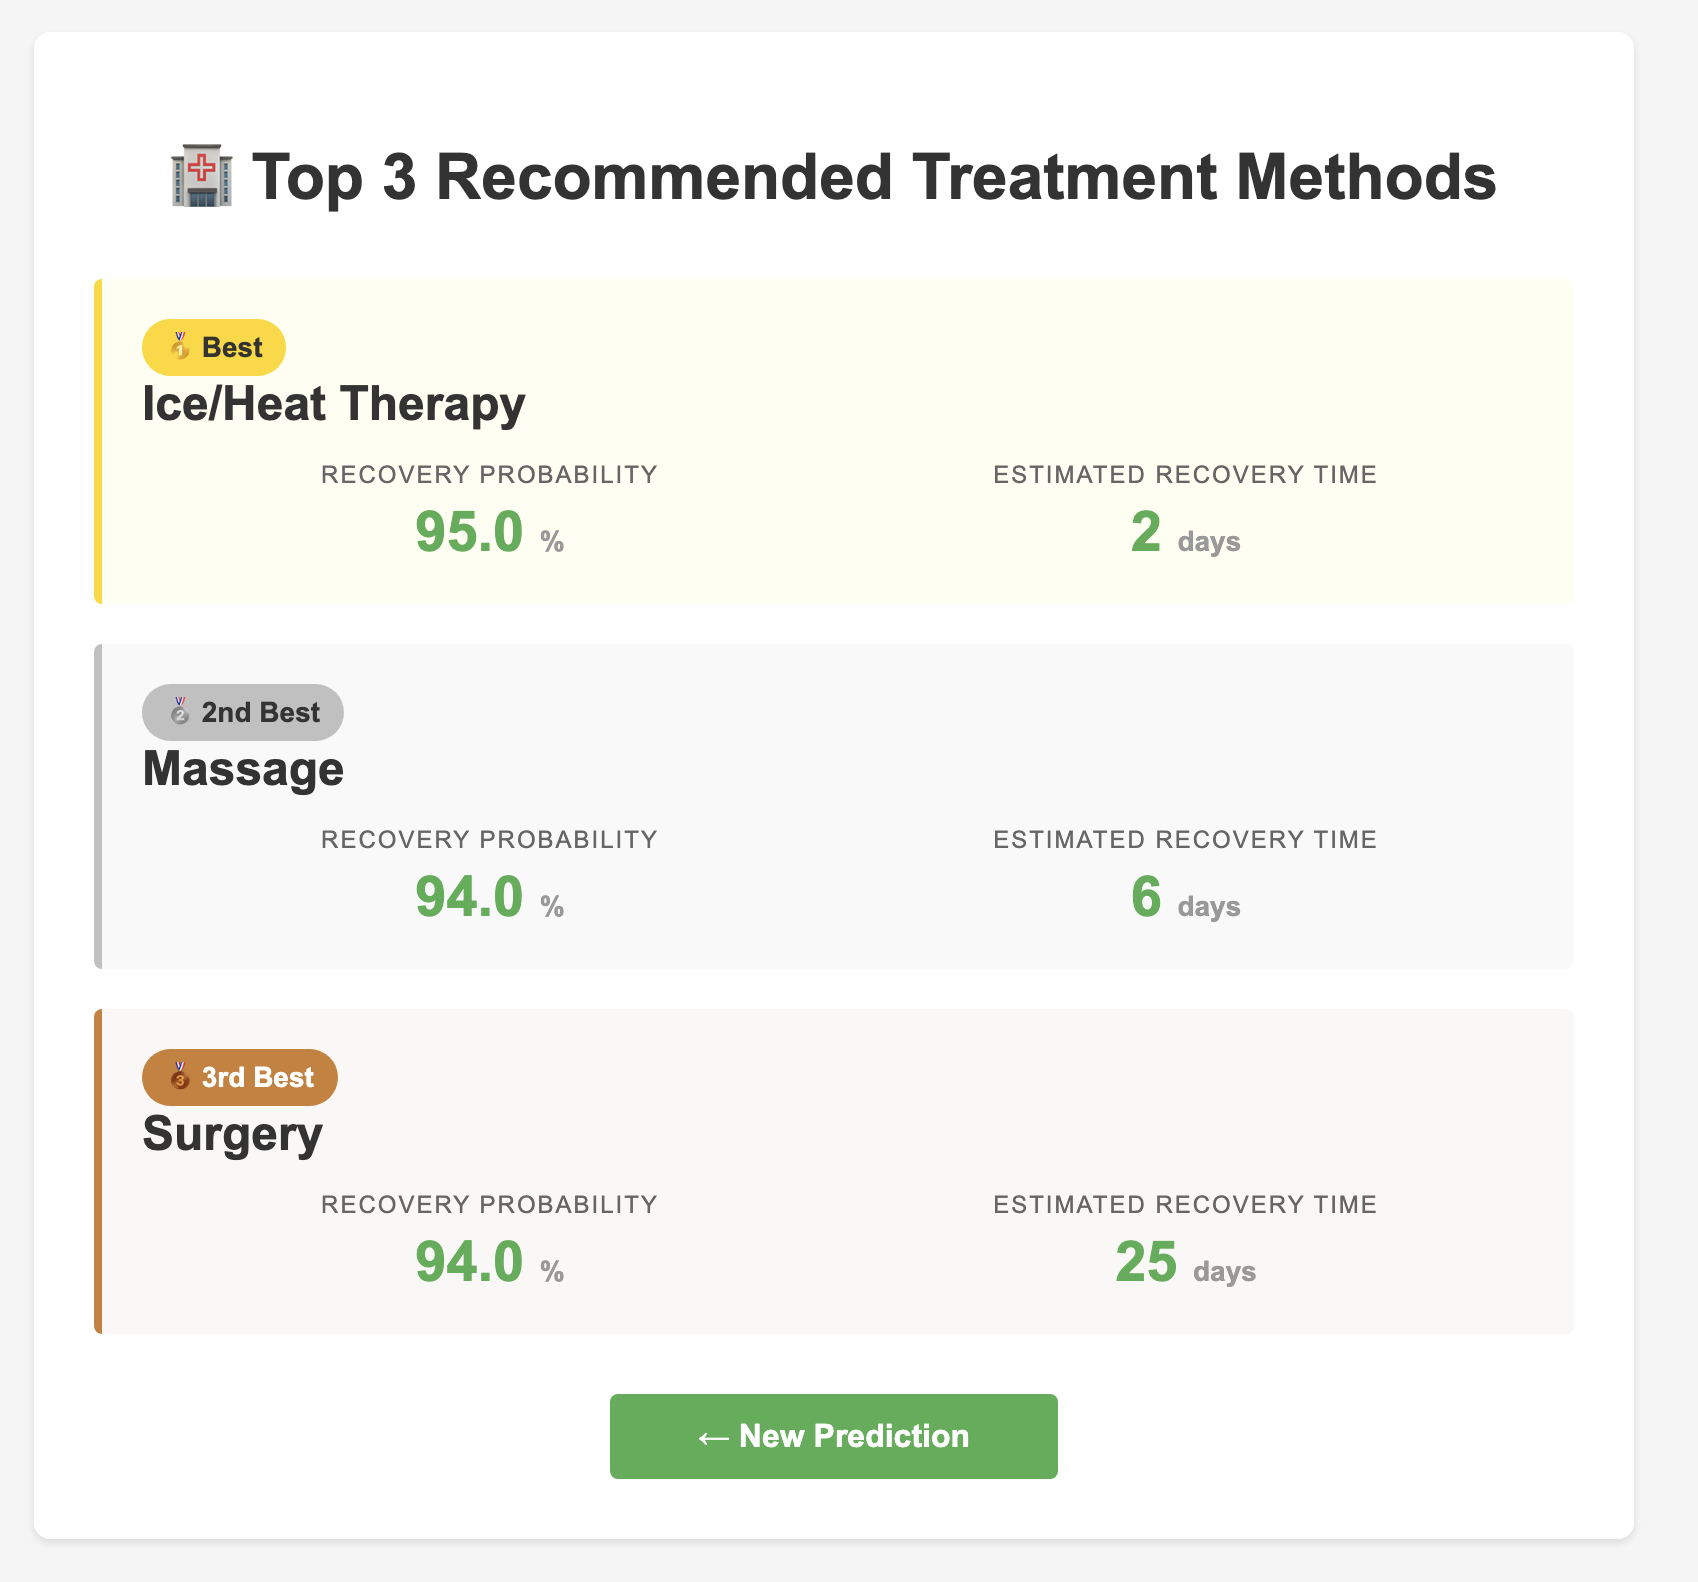 Top 3 Recommended Treatment Methods
Best
Ice/Heat Therapy
RECOVERY PROBABILITY
95.0 %
ESTIMATED RECOVERY TIME
2 days
2nd Best
Massage
RECOVERY PROBABILITY
94.0 %
ESTIMATED RECOVERY TIME
6 days
3rd Best
Surgery
RECOVERY PROBABILITY
94.0 %
ESTIMATED RECOVERY TIME
25 days
← New Prediction